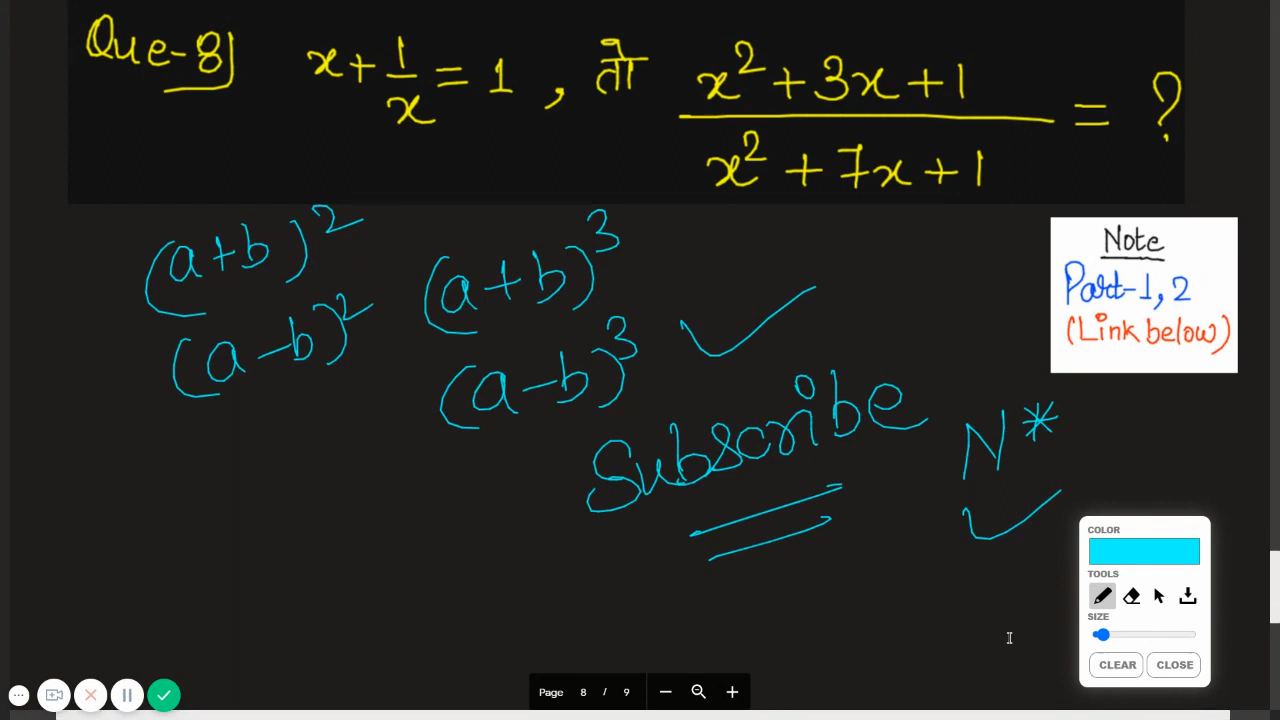 Que-8] x + 1/x = 1 , तो (x² + 3x + 1)/(x² + 7x + 1) = ?
(a+b)² (a+b)³
(a-b)² (a-b)³
Subscribe
N*
Note
Part-1, 2
(Link below)
COLOR
TOOLS
SIZE
CLEAR CLOSE
Page 8 / 9